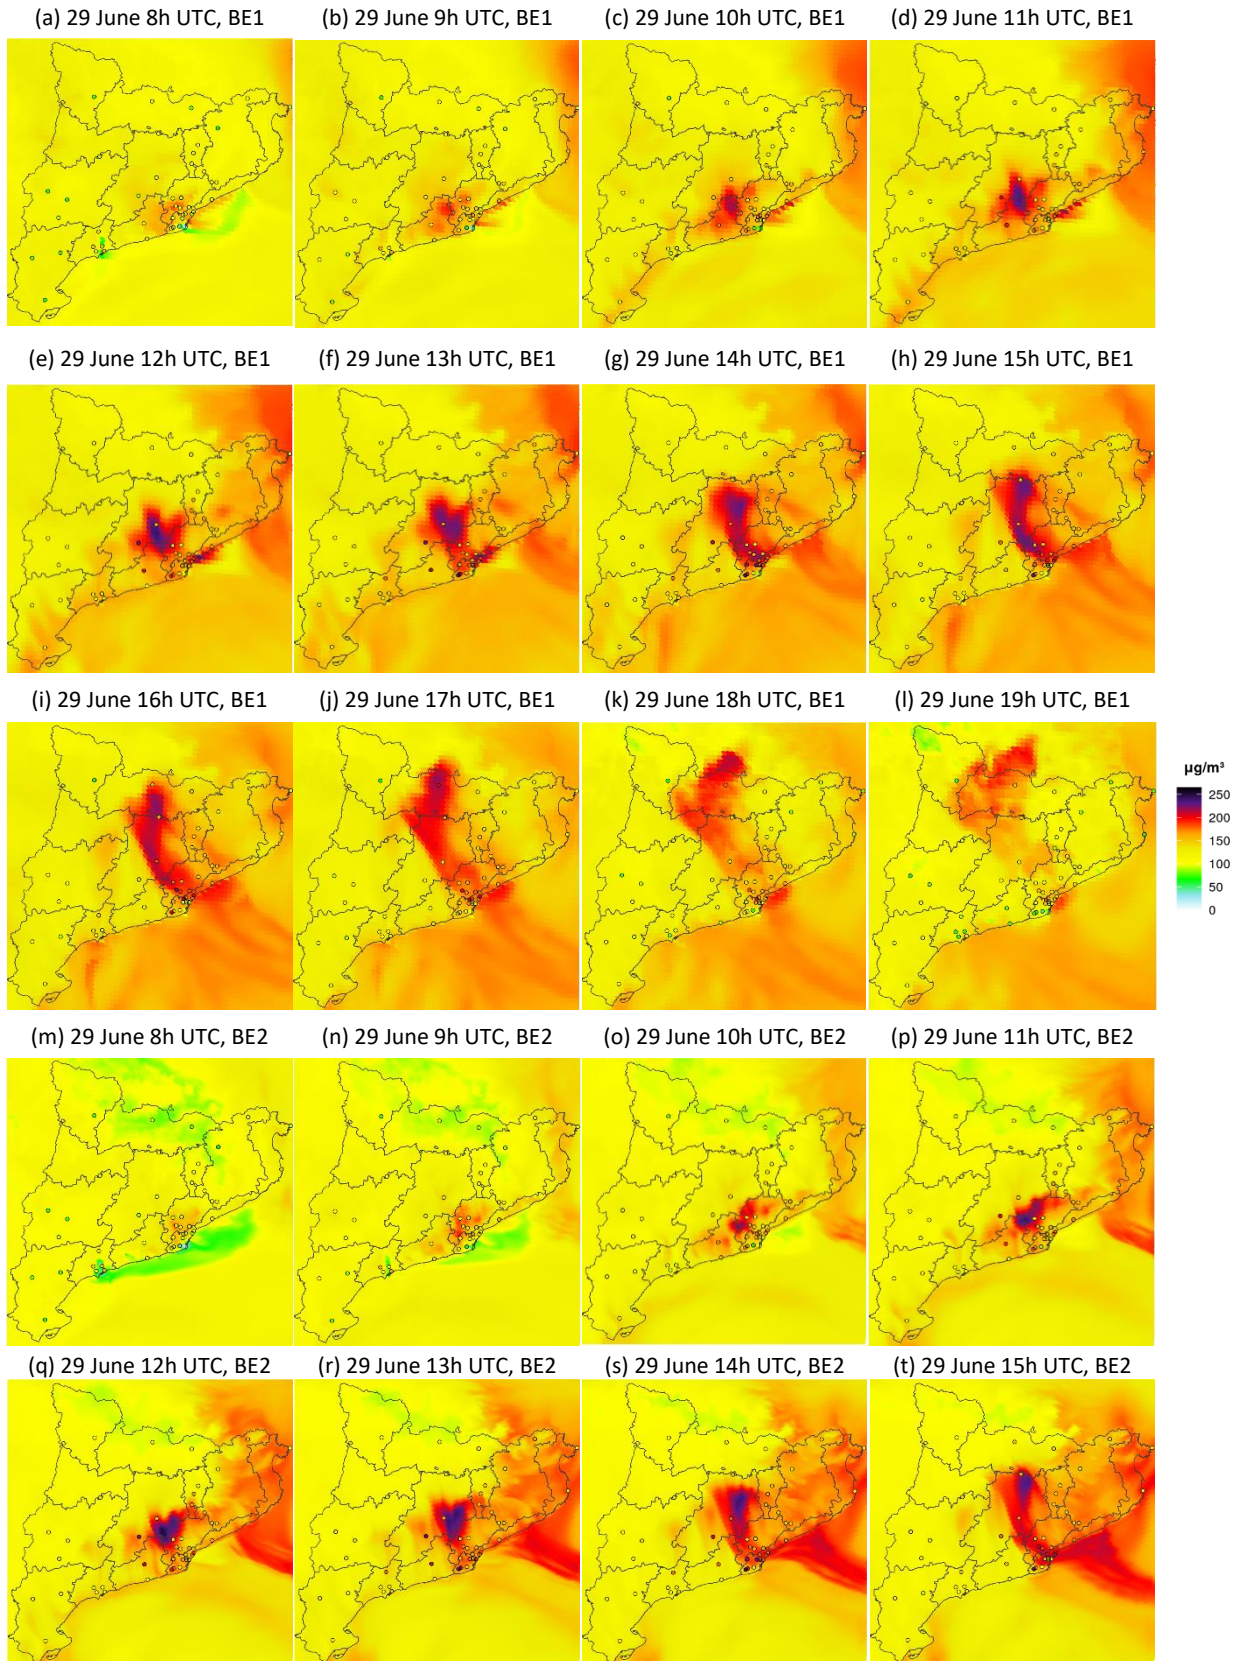 (a) 29 June 8h UTC, BE1
(b) 29 June 9h UTC, BE1
(c) 29 June 10h UTC, BE1
(d) 29 June 11h UTC, BE1
(e) 29 June 12h UTC, BE1
(f) 29 June 13h UTC, BE1
(g) 29 June 14h UTC, BE1
(h) 29 June 15h UTC, BE1
(i) 29 June 16h UTC, BE1
(j) 29 June 17h UTC, BE1
(k) 29 June 18h UTC, BE1
(l) 29 June 19h UTC, BE1
µg/m³
250
200
150
100
50
0
(m) 29 June 8h UTC, BE2
(n) 29 June 9h UTC, BE2
(o) 29 June 10h UTC, BE2
(p) 29 June 11h UTC, BE2
(q) 29 June 12h UTC, BE2
(r) 29 June 13h UTC, BE2
(s) 29 June 14h UTC, BE2
(t) 29 June 15h UTC, BE2